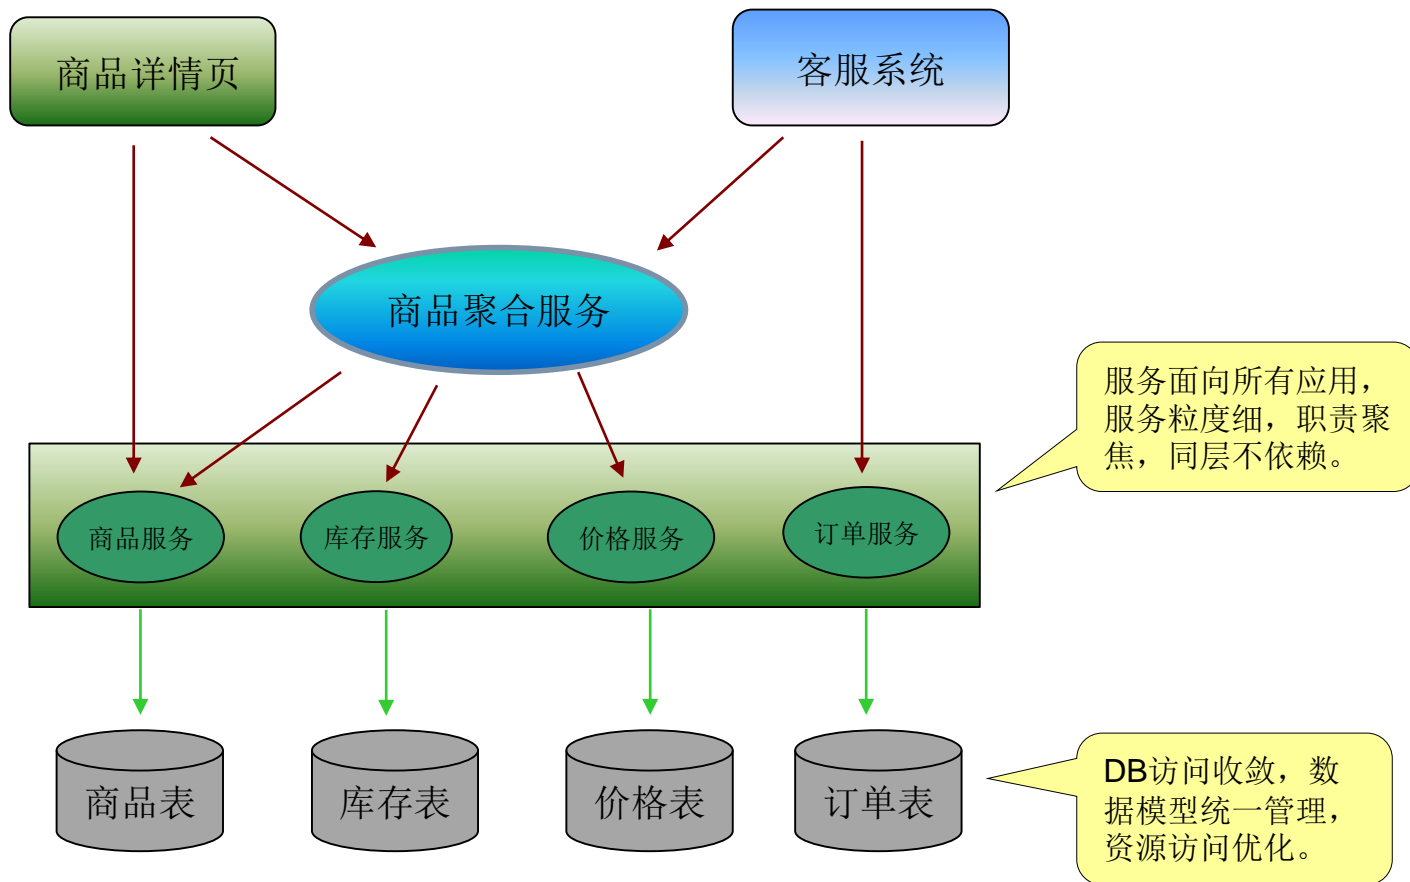 商品详情页
客服系统
商品聚合服务
服务面向所有应用，
服务粒度细，职责聚
焦，同层不依赖。
商品服务
库存服务
价格服务
订单服务
商品表
库存表
价格表
订单表
DB访问收敛，数
据模型统一管理，
资源访问优化。